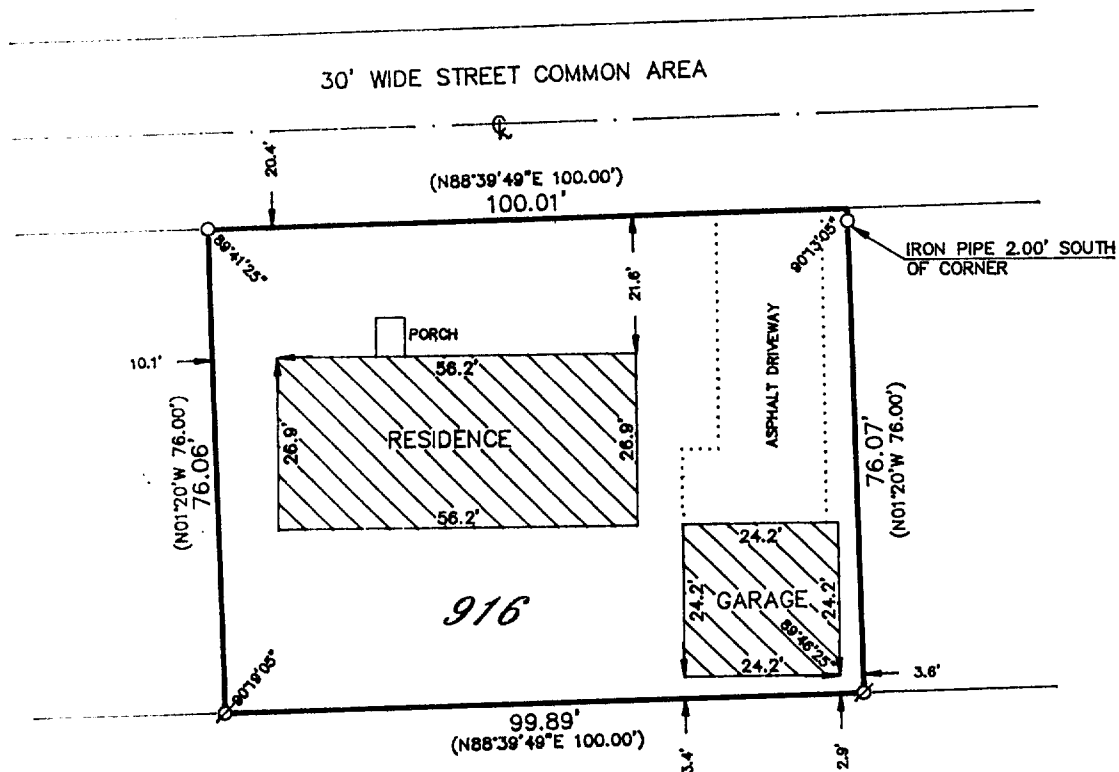 30' WIDE STREET COMMON AREA
℄
20.4'
(N88°39'49"E 100.00')
100.01'
89°41'25"
90°13'05"
IRON PIPE 2.00' SOUTH
OF CORNER
21.6'
PORCH
ASPHALT DRIVEWAY
10.1'
56.2'
RESIDENCE
26.9'
26.9'
56.2'
(N01°20'W 76.00')
76.06'
76.07'
(N01°20'W 76.00')
916
24.2'
24.2'
GARAGE
24.2'
89°46'25"
24.2'
3.6'
90°19'05"
99.89'
(N88°39'49"E 100.00')
3.4'
2.9'